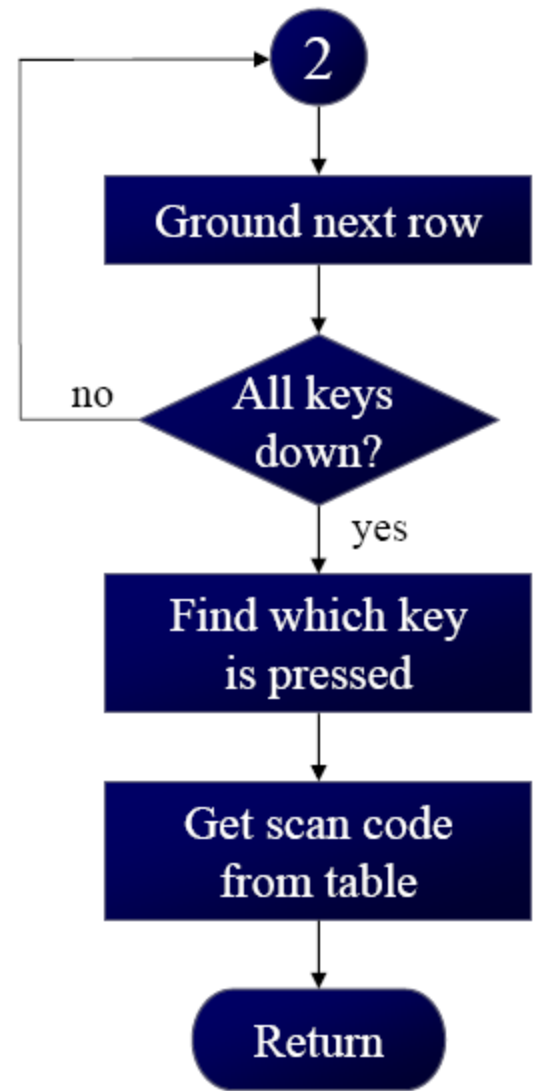 2
Ground next row
All keys
down?
no
yes
Find which key
is pressed
Get scan code
from table
Return